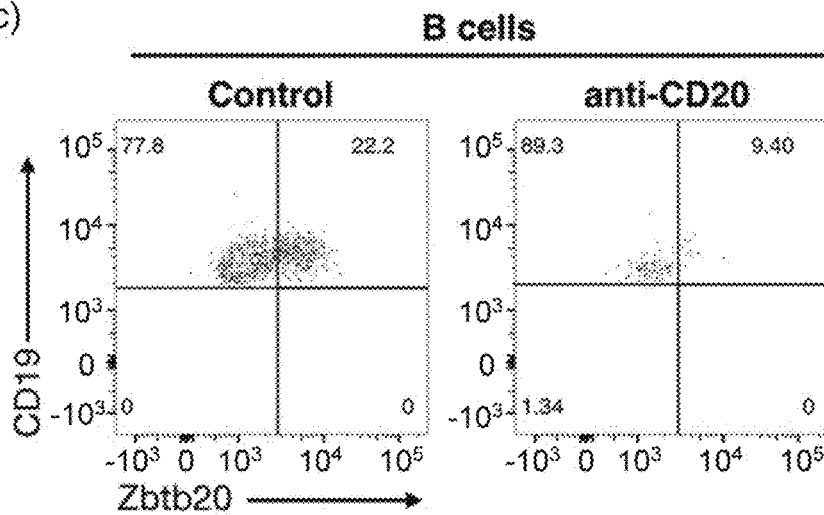 c)
B cells
Control anti-CD20
10⁵ 77.8 22.2 10⁵ 89.3 9.40
10⁴ 10⁴
10³ 10³
0 0
-10³ 0 0 -10³ 1.34 0
CD19
-10³ 0 10³ 10⁴ 10⁵ -10³ 0 10³ 10⁴ 10⁵
Zbtb20